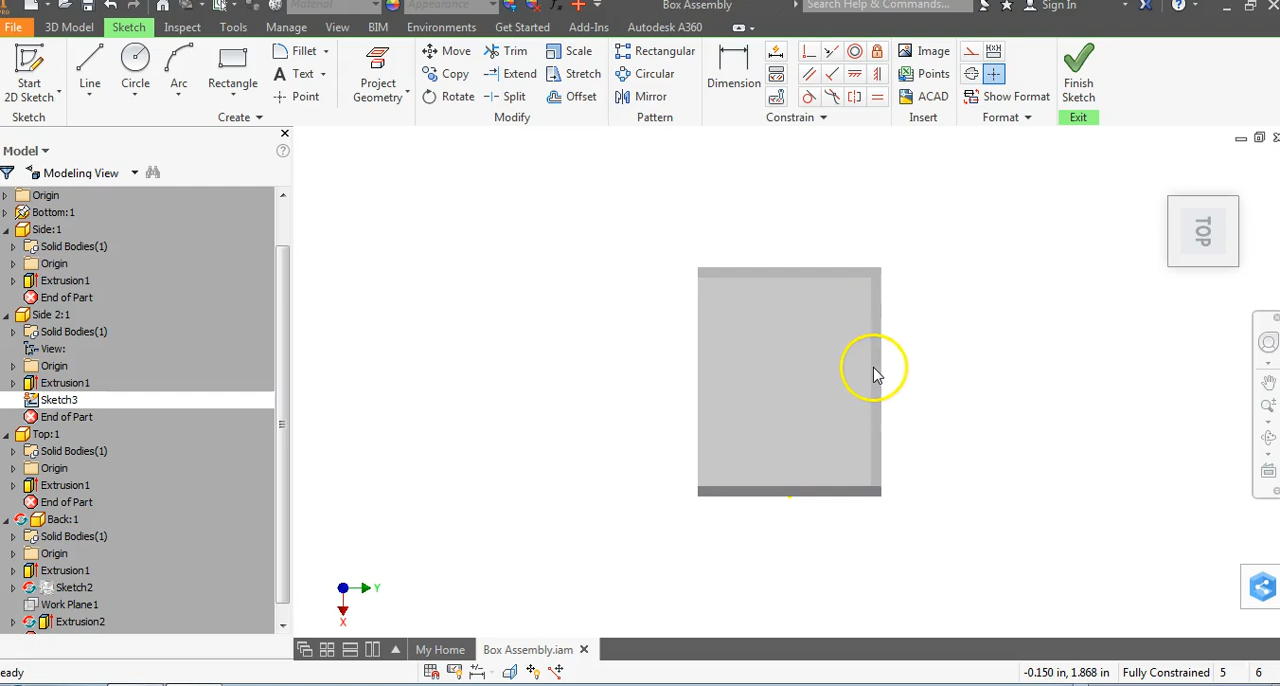 Material
Appearance
Box Assembly
Search Help & Commands...
Sign In
PRO
File 3D Model Sketch Inspect Tools Manage View BIM Environments Get Started Add-Ins Autodesk A360
Start
2D Sketch
Line
Circle
Arc
Rectangle
Fillet
Text
Point
Project
Geometry
Move
Copy
Rotate
Trim
Extend
Split
Scale
Stretch
Offset
Rectangular
Circular
Mirror
Dimension
Image
Points
ACAD
Show Format
Finish
Sketch
Sketch Create Modify Pattern Constrain Insert Format Exit
Model
Modeling View
Origin
Bottom:1
Side:1
Solid Bodies(1)
Origin
Extrusion1
End of Part
Side 2:1
Solid Bodies(1)
View:
Origin
Extrusion1
Sketch3
End of Part
Top:1
Solid Bodies(1)
Origin
Extrusion1
End of Part
Back:1
Solid Bodies(1)
Origin
Extrusion1
Sketch2
Work Plane1
Extrusion2
TOP
Y
X
My Home
Box Assembly.iam
eady
-0.150 in, 1.868 in Fully Constrained 5 6